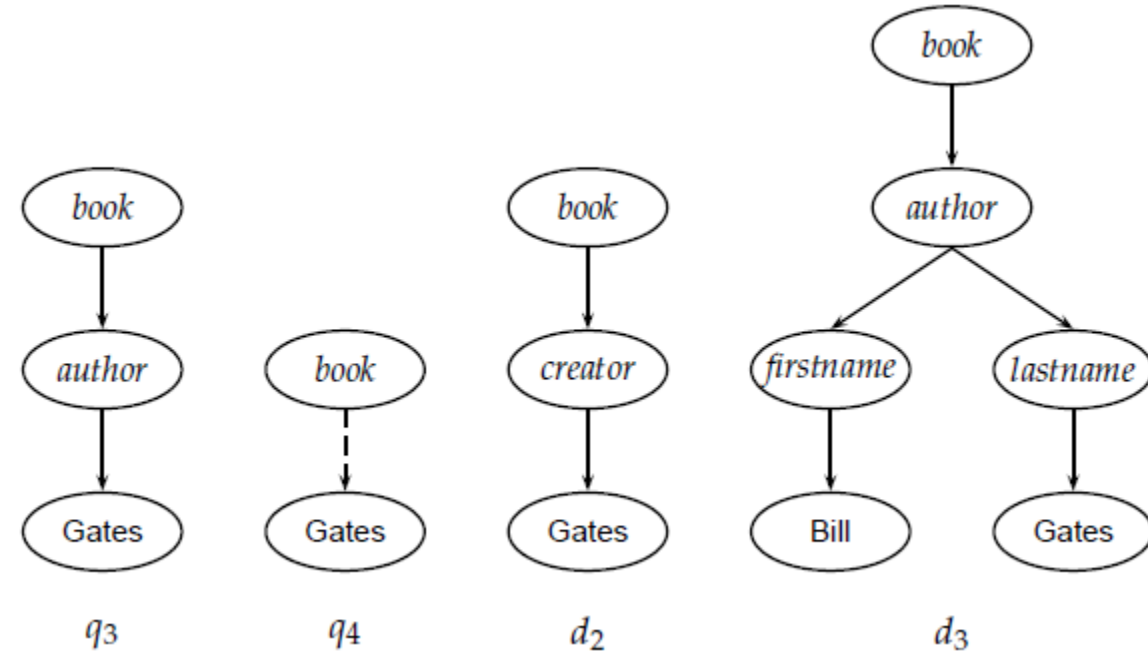 book
book book author
author book creator firstname lastname
Gates Gates Gates Bill Gates
q3 q4 d2 d3